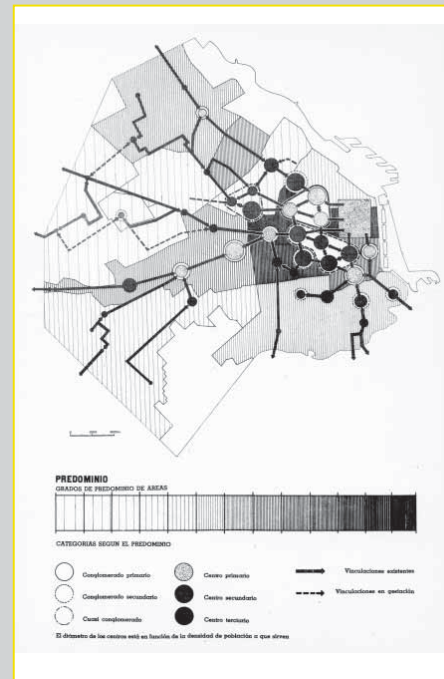 PREDOMINIO
GRADOS DE PREDOMINIO DE AREAS
CATEGORIAS SEGUN EL PREDOMINIO
Conglomerado primario
Centro primario
Vinculaciones existentes
Conglomerado secundario
Centro secundario
Vinculaciones en gestación
Cuasi conglomerado
Centro terciario
El diámetro de los centros está en función de la densidad de población a que sirven